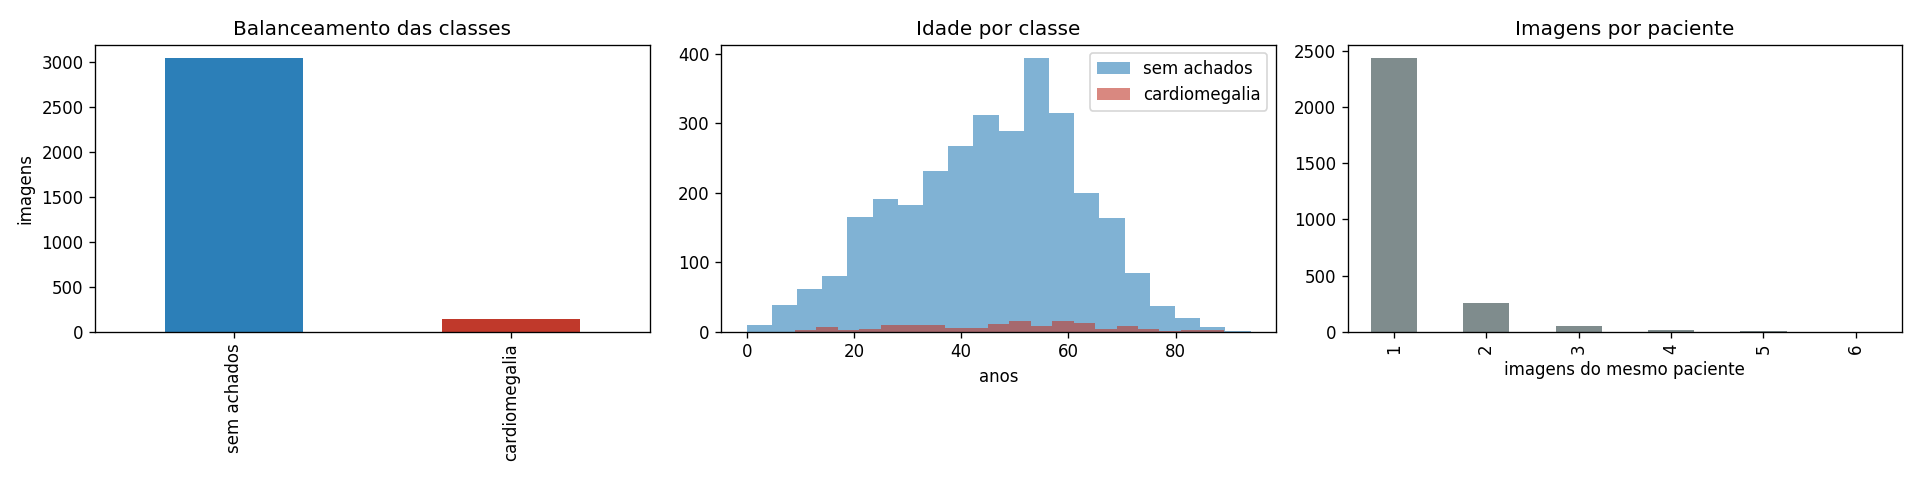 Balanceamento das classes
imagens
3000
2500
2000
1500
1000
500
0
sem achados
cardiomegalia
Idade por classe
400
300
200
100
0
sem achados
cardiomegalia
0 20 40 60 80
anos
Imagens por paciente
2500
2000
1500
1000
500
0
1 2 3 4 5 6
imagens do mesmo paciente